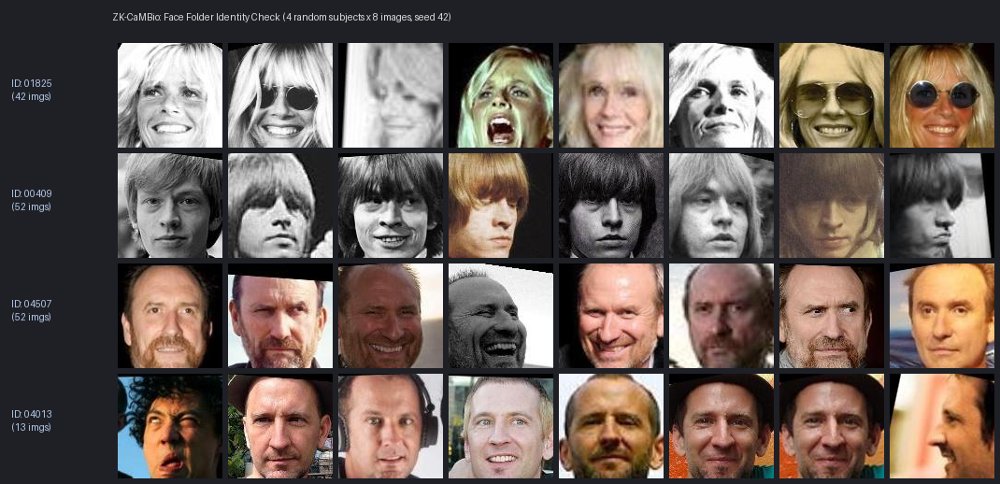 ZK-CaMBio: Face Folder Identity Check (4 random subjects x 8 images, seed 42)
ID: 01825
(42 imgs)
ID: 00409
(52 imgs)
ID: 04507
(52 imgs)
ID: 04013
(13 imgs)